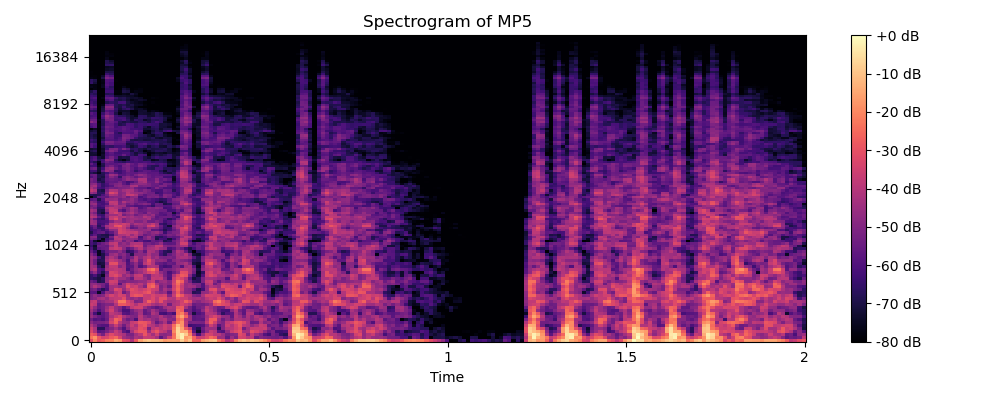 Spectrogram of MP5
Hz
16384
8192
4096
2048
1024
512
0
0
0.5
1
1.5
2
Time
+0 dB
-10 dB
-20 dB
-30 dB
-40 dB
-50 dB
-60 dB
-70 dB
-80 dB